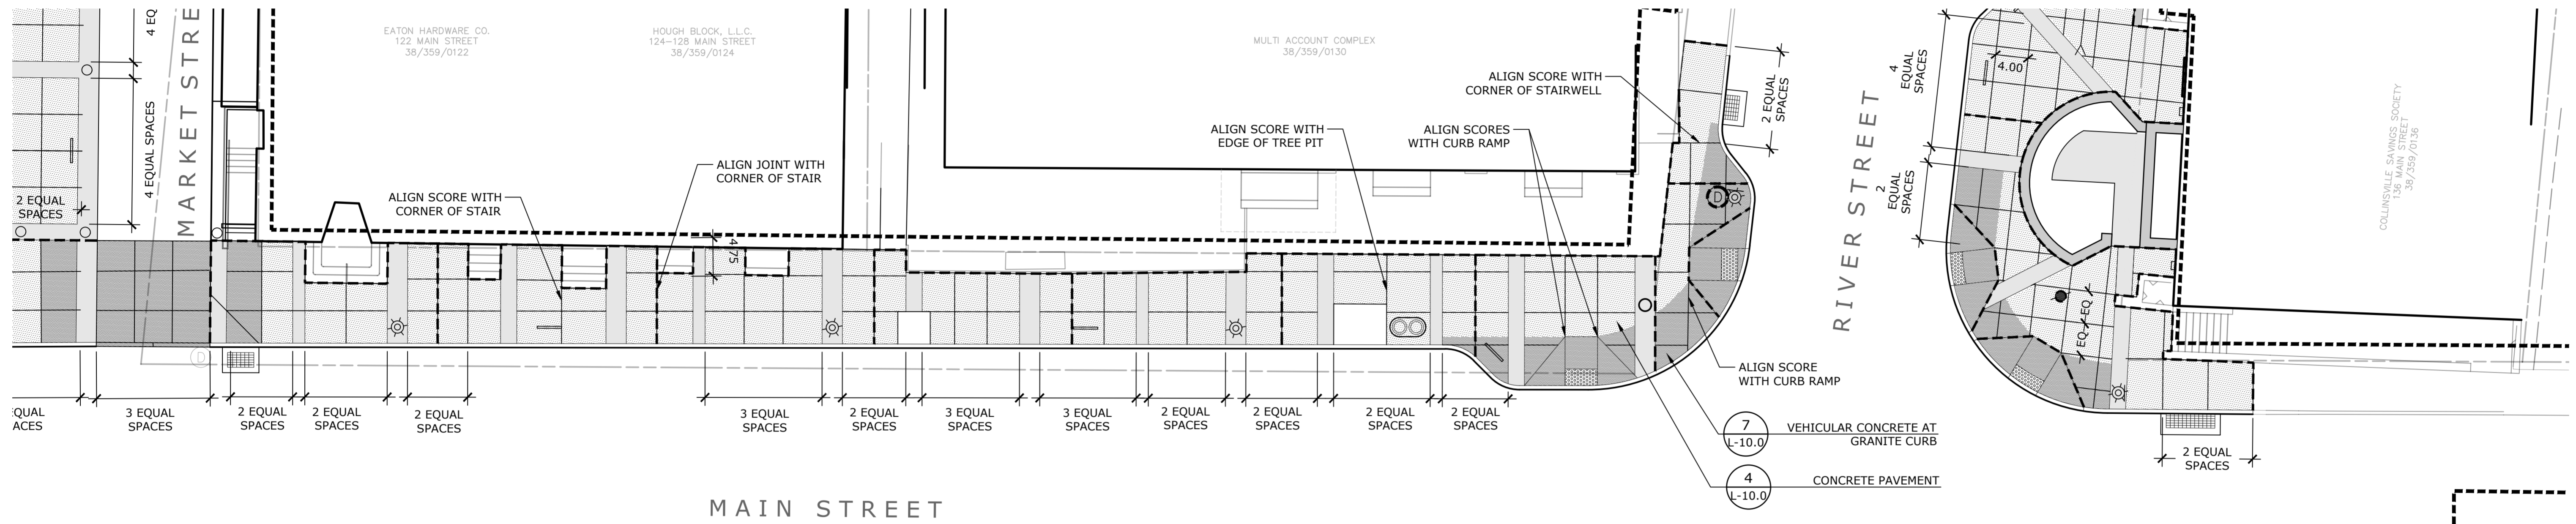 4 EQ
MARKET STRE
4 EQUAL SPACES
2 EQUAL
SPACES
EATON HARDWARE CO.
122 MAIN STREET
38/359/0122
HOUGH BLOCK, L.L.C.
124-128 MAIN STREET
38/359/0124
MULTI ACCOUNT COMPLEX
38/359/0130
ALIGN SCORE WITH
CORNER OF STAIR
ALIGN JOINT WITH
CORNER OF STAIR
4.75
ALIGN SCORE WITH
EDGE OF TREE PIT
ALIGN SCORES
WITH CURB RAMP
ALIGN SCORE WITH
CORNER OF STAIRWELL
2 EQUAL
SPACES
D
D
RIVER STREET
4
EQUAL
SPACES
2
EQUAL
SPACES
4.00
EQ
EQ
COLLINSVILLE SAVINGS SOCIETY
136 MAIN STREET
38/359/0136
ALIGN SCORE
WITH CURB RAMP
EQUAL
ACES
3 EQUAL
SPACES
2 EQUAL
SPACES
2 EQUAL
SPACES
2 EQUAL
SPACES
3 EQUAL
SPACES
2 EQUAL
SPACES
3 EQUAL
SPACES
3 EQUAL
SPACES
2 EQUAL
SPACES
2 EQUAL
SPACES
2 EQUAL
SPACES
2 EQUAL
SPACES
7
L-10.0
VEHICULAR CONCRETE AT
GRANITE CURB
4
L-10.0
CONCRETE PAVEMENT
2 EQUAL
SPACES
MAIN STREET